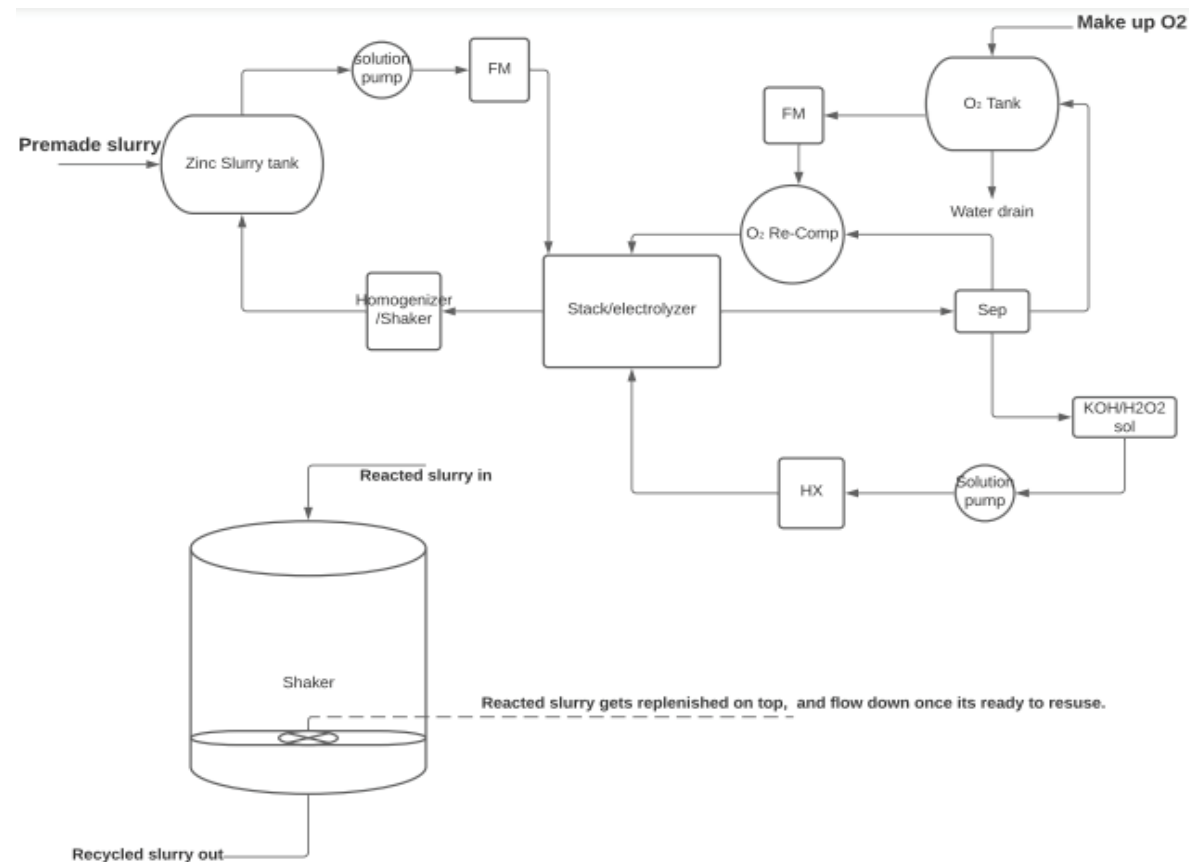 Make up O2
solution
pump
FM
O₂ Tank
FM
Premade slurry
Zinc Slurry tank
Water drain
O₂ Re-Comp
Homogenizer
/Shaker
Stack/electrolyzer
Sep
KOH/H2O2
sol
Reacted slurry in
HX
Solution
pump
Shaker
Reacted slurry gets replenished on top, and flow down once its ready to resuse.
Recycled slurry out